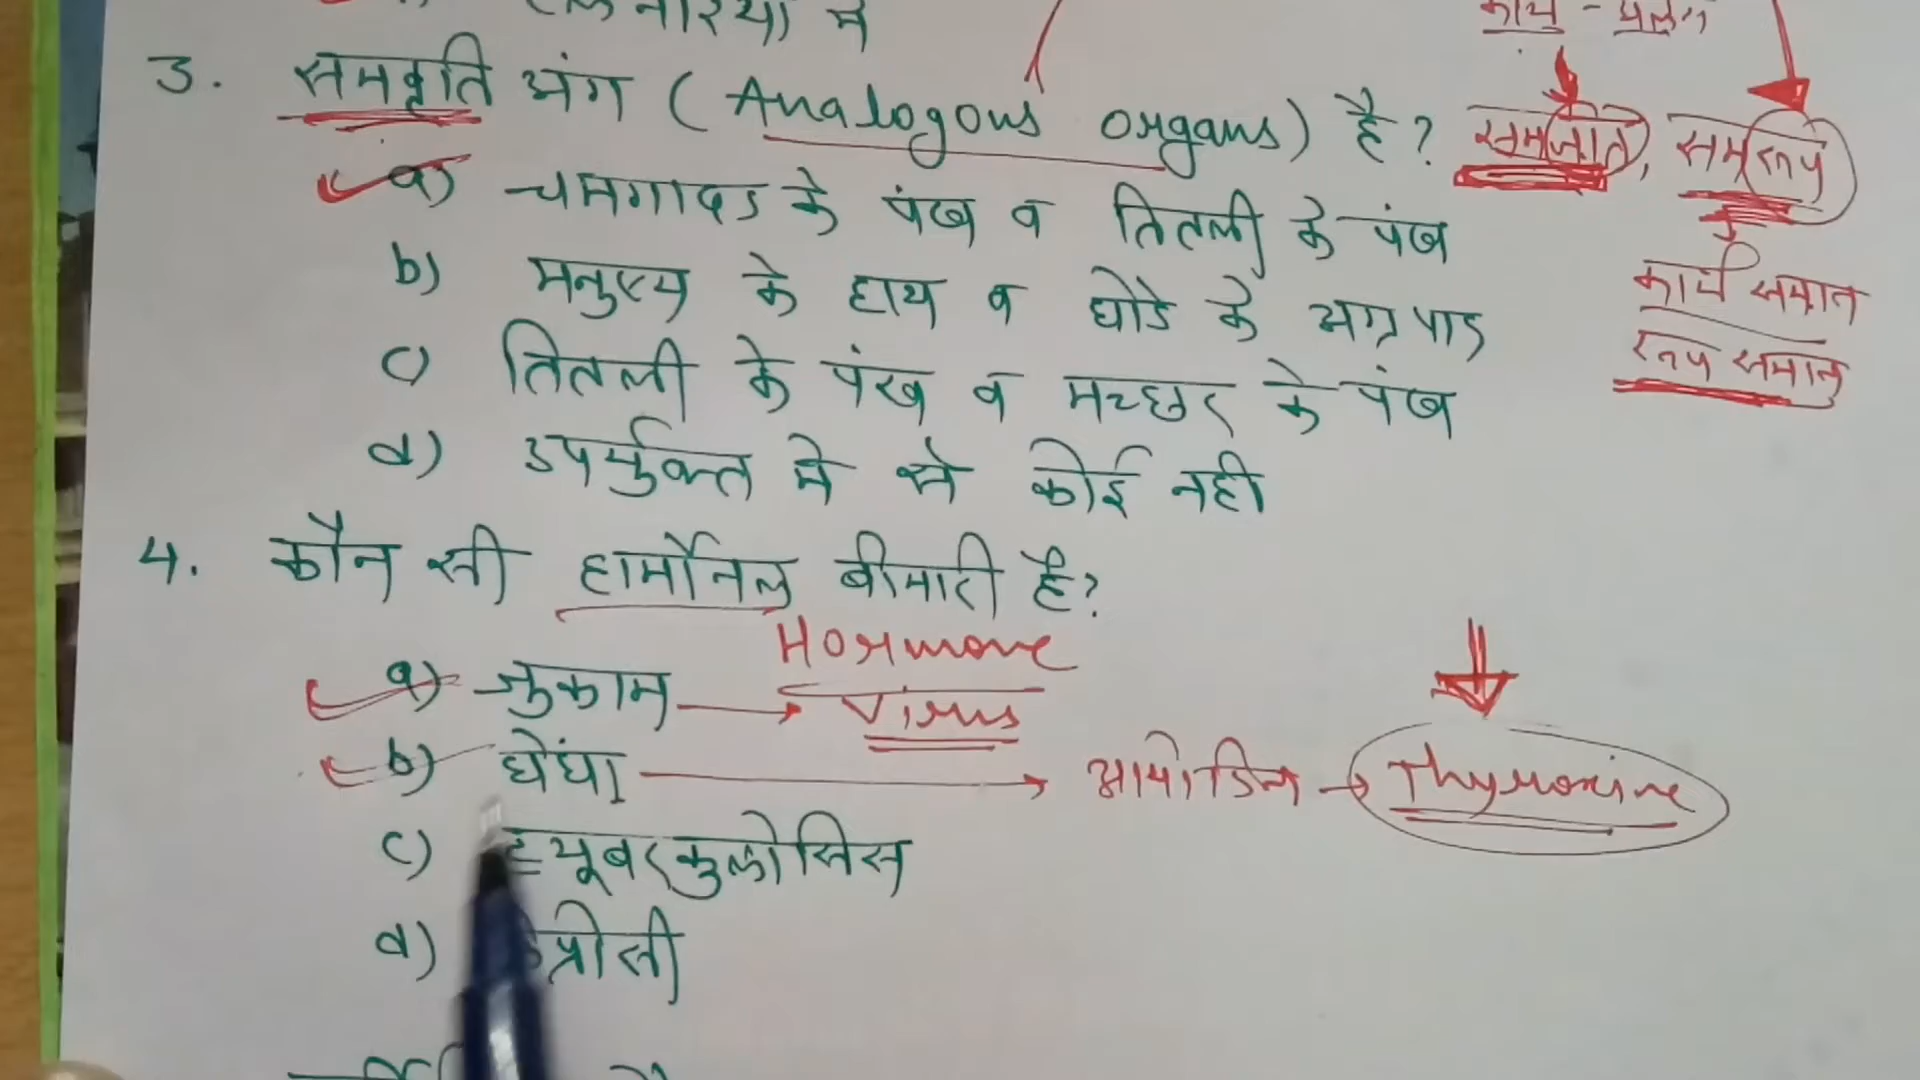 में
कार्य -
3. समवृति अंग (Analogous organs) है? समजात, समरूप
a) चमगादड के पंख व तितली के पंख
कार्य समान
b) मनुष्य के हाथ व घोडे के अग्रपाद
रूप समान
c) तितली के पंख व मच्छर के पंख
d) उपर्युक्त मे से कोई नही
4. कौन सी हार्मोनल बीमारी है?
Hormone
a) जुकाम → Virus
b) घेंघा → आयोडिन → Thyroxine
c) ट्यूबरकुलोसिस
d)